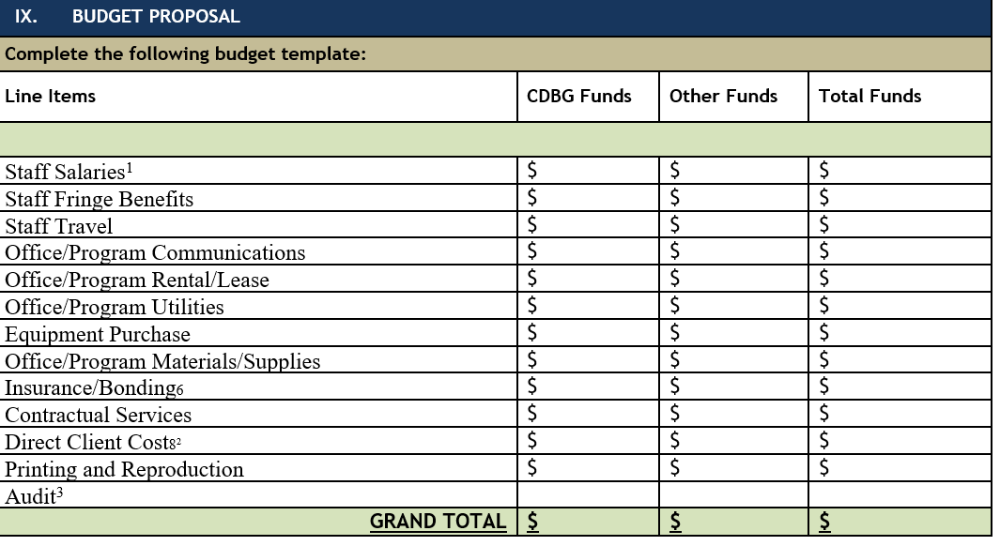 IX. BUDGET PROPOSAL
Complete the following budget template:
Line Items CDBG Funds Other Funds Total Funds
Staff Salaries¹ $ $ $
Staff Fringe Benefits $ $ $
Staff Travel $ $ $
Office/Program Communications $ $ $
Office/Program Rental/Lease $ $ $
Office/Program Utilities $ $ $
Equipment Purchase $ $ $
Office/Program Materials/Supplies $ $ $
Insurance/Bonding6 $ $ $
Contractual Services $ $ $
Direct Client Cost8² $ $ $
Printing and Reproduction $ $ $
Audit³
GRAND TOTAL $ $ $